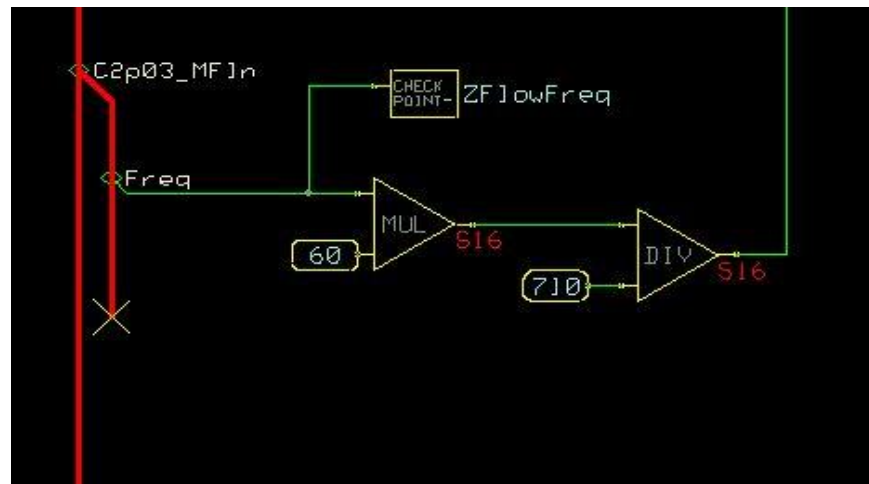 C2p03_MFIn
CHECK
POINT-
ZFlowFreq
Freq
MUL
S16
60
DIV
S16
710